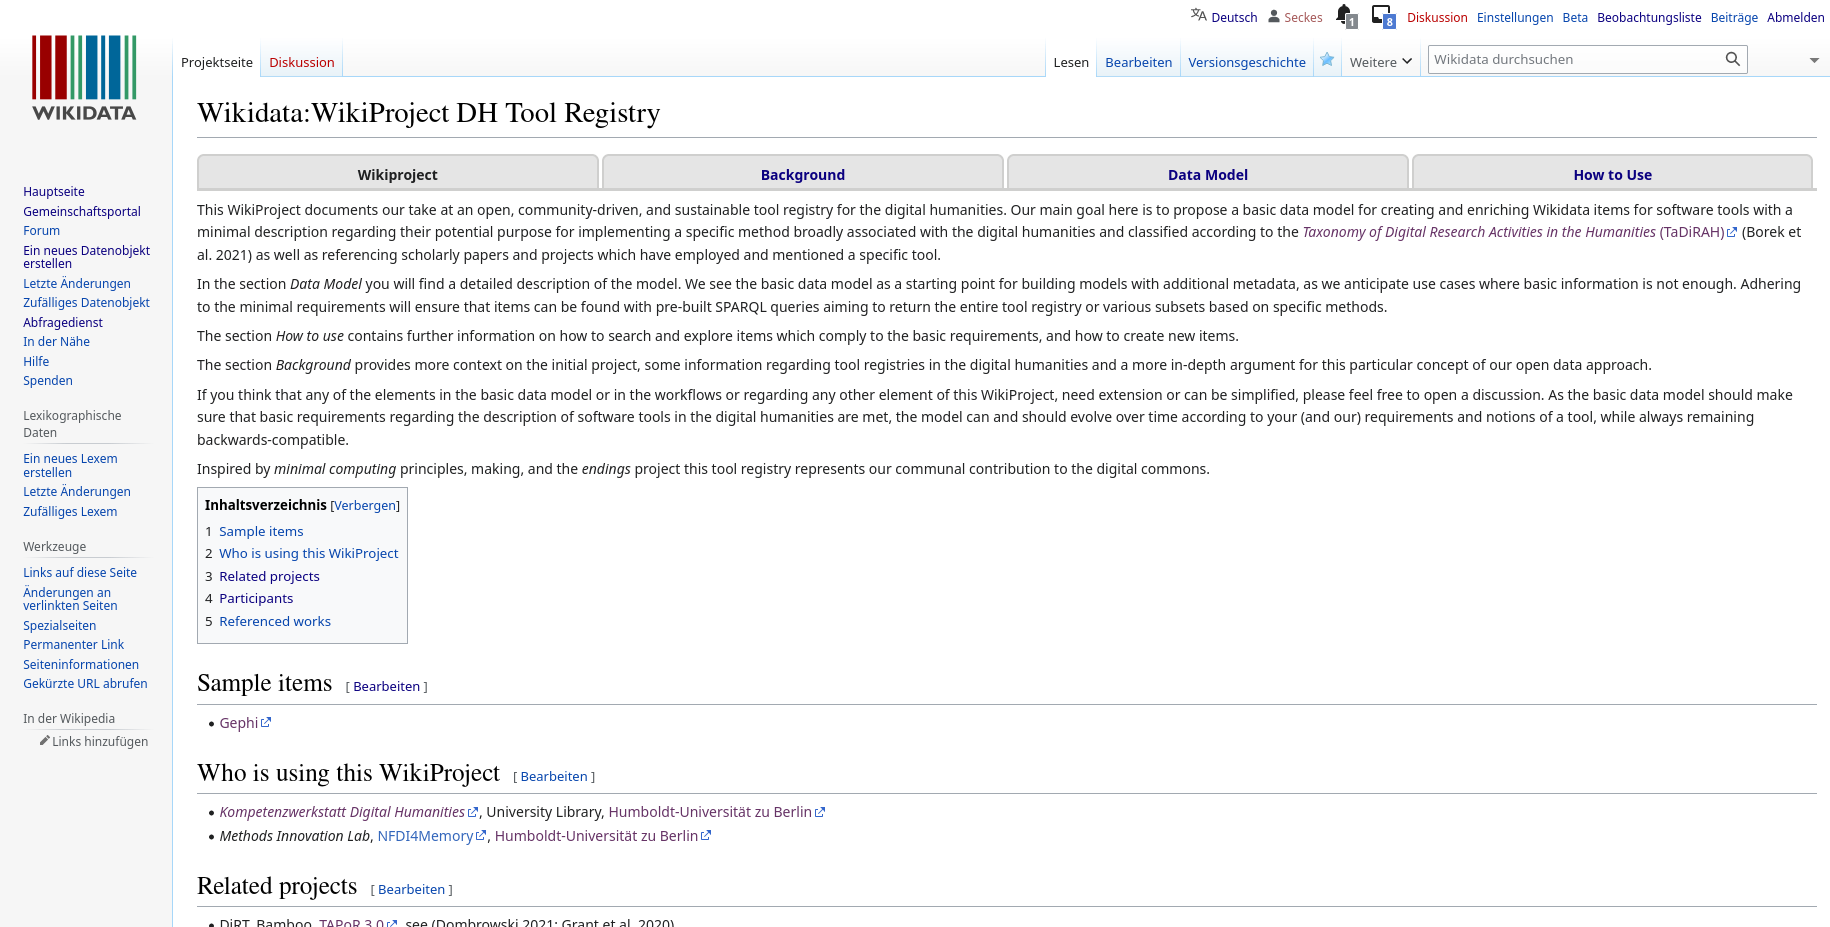 Deutsch Seckes 1 8 Diskussion Einstellungen Beta Beobachtungsliste Beiträge Abmelden
WIKIDATA
Projektseite Diskussion Lesen Bearbeiten Versionsgeschichte Weitere Wikidata durchsuchen
Hauptseite
Gemeinschaftsportal
Forum
Ein neues Datenobjekt
erstellen
Letzte Änderungen
Zufälliges Datenobjekt
Abfragedienst
In der Nähe
Hilfe
Spenden
Lexikographische
Daten
Ein neues Lexem
erstellen
Letzte Änderungen
Zufälliges Lexem
Werkzeuge
Links auf diese Seite
Änderungen an
verlinkten Seiten
Spezialseiten
Permanenter Link
Seiteninformationen
Gekürzte URL abrufen
In der Wikipedia
Links hinzufügen
Wikidata:WikiProject DH Tool Registry
Wikiproject Background Data Model How to Use
This WikiProject documents our take at an open, community-driven, and sustainable tool registry for the digital humanities. Our main goal here is to propose a basic data model for creating and enriching Wikidata items for software tools with a
minimal description regarding their potential purpose for implementing a specific method broadly associated with the digital humanities and classified according to the Taxonomy of Digital Research Activities in the Humanities (TaDiRAH) (Borek et
al. 2021) as well as referencing scholarly papers and projects which have employed and mentioned a specific tool.
In the section Data Model you will find a detailed description of the model. We see the basic data model as a starting point for building models with additional metadata, as we anticipate use cases where basic information is not enough. Adhering
to the minimal requirements will ensure that items can be found with pre-built SPARQL queries aiming to return the entire tool registry or various subsets based on specific methods.
The section How to use contains further information on how to search and explore items which comply to the basic requirements, and how to create new items.
The section Background provides more context on the initial project, some information regarding tool registries in the digital humanities and a more in-depth argument for this particular concept of our open data approach.
If you think that any of the elements in the basic data model or in the workflows or regarding any other element of this WikiProject, need extension or can be simplified, please feel free to open a discussion. As the basic data model should make
sure that basic requirements regarding the description of software tools in the digital humanities are met, the model can and should evolve over time according to your (and our) requirements and notions of a tool, while always remaining
backwards-compatible.
Inspired by minimal computing principles, making, and the endings project this tool registry represents our communal contribution to the digital commons.
Inhaltsverzeichnis [Verbergen]
1 Sample items
2 Who is using this WikiProject
3 Related projects
4 Participants
5 Referenced works
Sample items [ Bearbeiten ]
• Gephi
Who is using this WikiProject [ Bearbeiten ]
• Kompetenzwerkstatt Digital Humanities, University Library, Humboldt-Universität zu Berlin
• Methods Innovation Lab, NFDI4Memory, Humboldt-Universität zu Berlin
Related projects [ Bearbeiten ]
• DiRT, Bamboo, TAPoR 3.0, see (Dombrowski 2021; Grant et al. 2020)